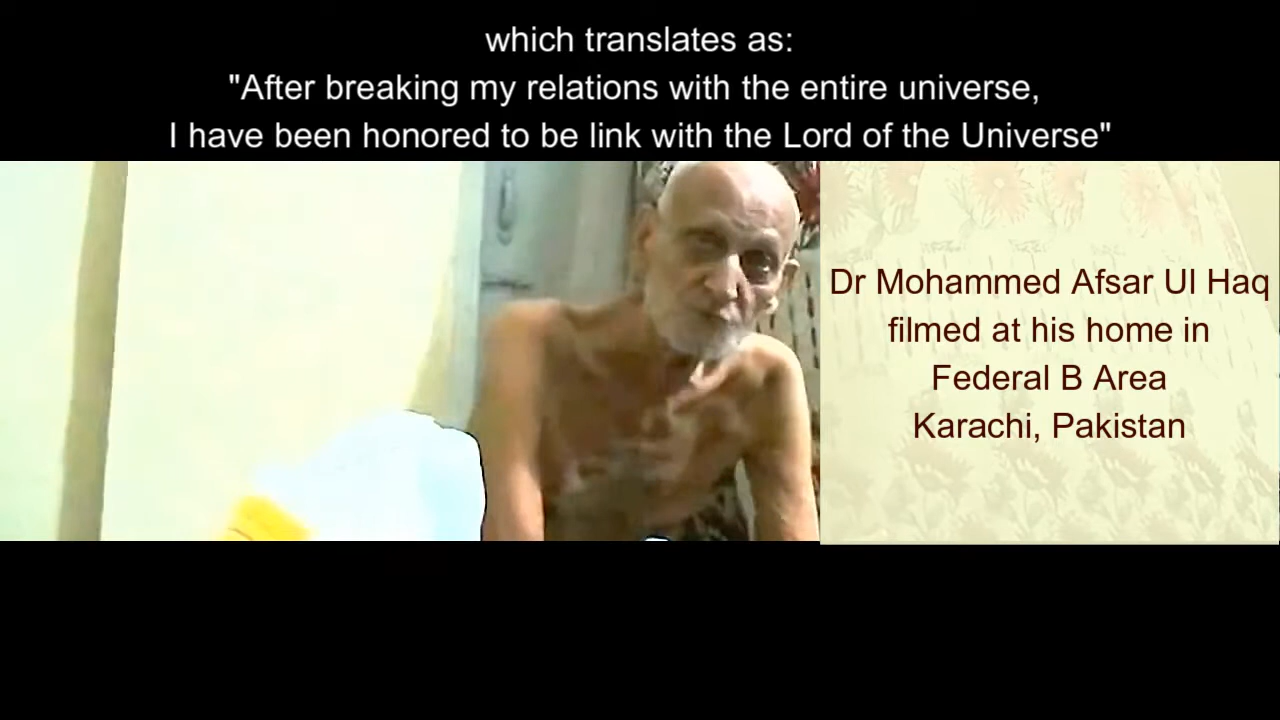 which translates as:
"After breaking my relations with the entire universe,
I have been honored to be link with the Lord of the Universe"
Dr Mohammed Afsar Ul Haq
filmed at his home in
Federal B Area
Karachi, Pakistan